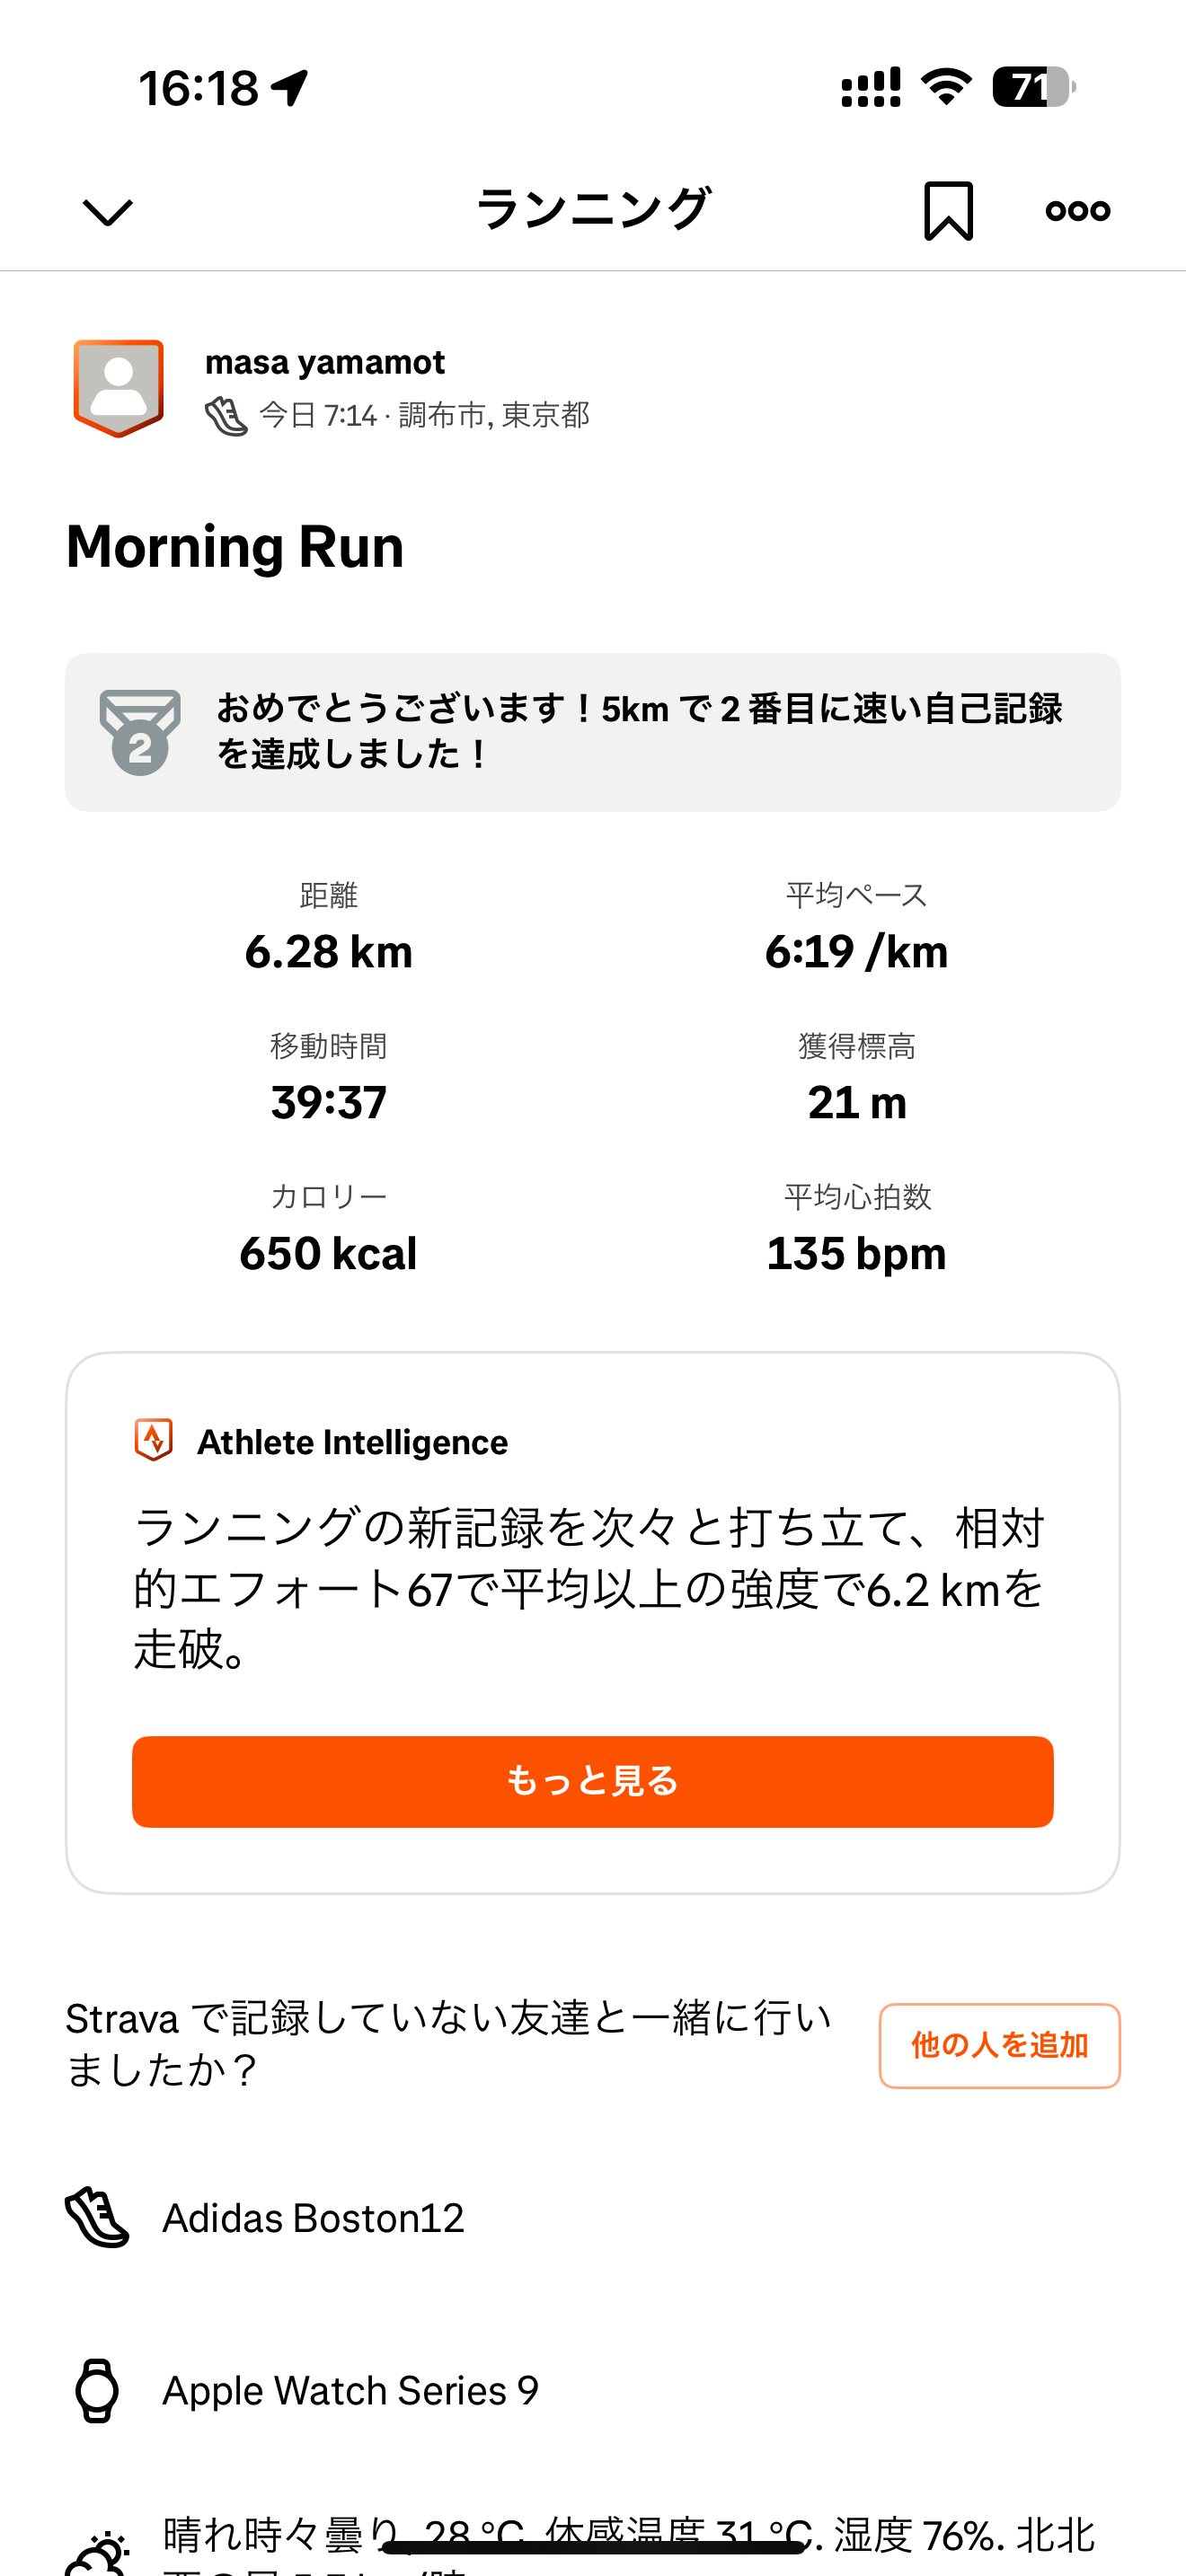 16:18
71
ランニング
masa yamamot
今日 7:14 · 調布市, 東京都
Morning Run
おめでとうございます！5km で 2 番目に速い自己記録
を達成しました！
2
距離
平均ペース
6.28 km
6:19 /km
移動時間
獲得標高
39:37
21 m
カロリー
平均心拍数
650 kcal
135 bpm
Athlete Intelligence
ランニングの新記録を次々と打ち立て、相対
的エフォート67で平均以上の強度で6.2 kmを
走破。
もっと見る
Strava で記録していない友達と一緒に行い
ましたか？
他の人を追加
Adidas Boston12
Apple Watch Series 9
晴れ時々曇り, 28 °C. 体感温度 31 °C. 湿度 76%. 北北